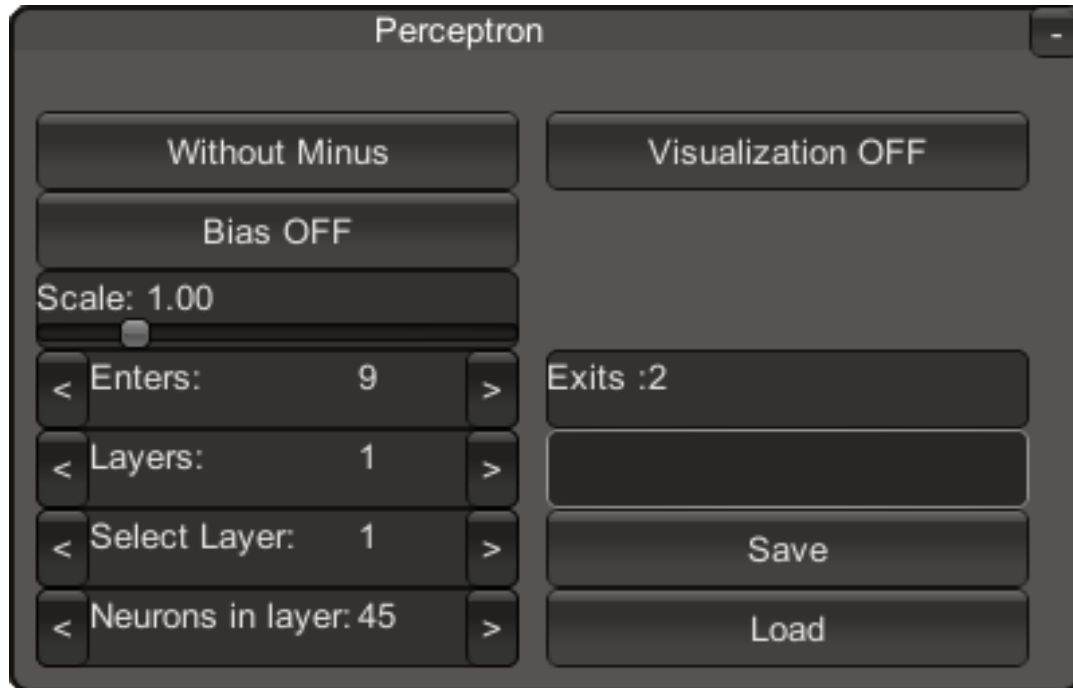 Perceptron
-
Without Minus
Visualization OFF
Bias OFF
Scale: 1.00
< Enters: 9 >
Exits :2
< Layers: 1 >
< Select Layer: 1 >
Save
< Neurons in layer: 45 >
Load